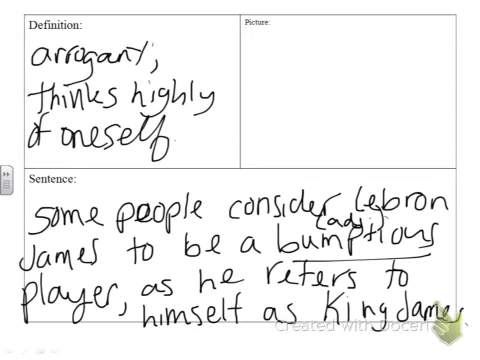 Definition:
arrogant;
thinks highly
of oneself.
Picture:
Sentence:
some people consider Lebron
(adj.)
James to be a bumptious
player, as he refers to
himself as King James.
Created with Doceri